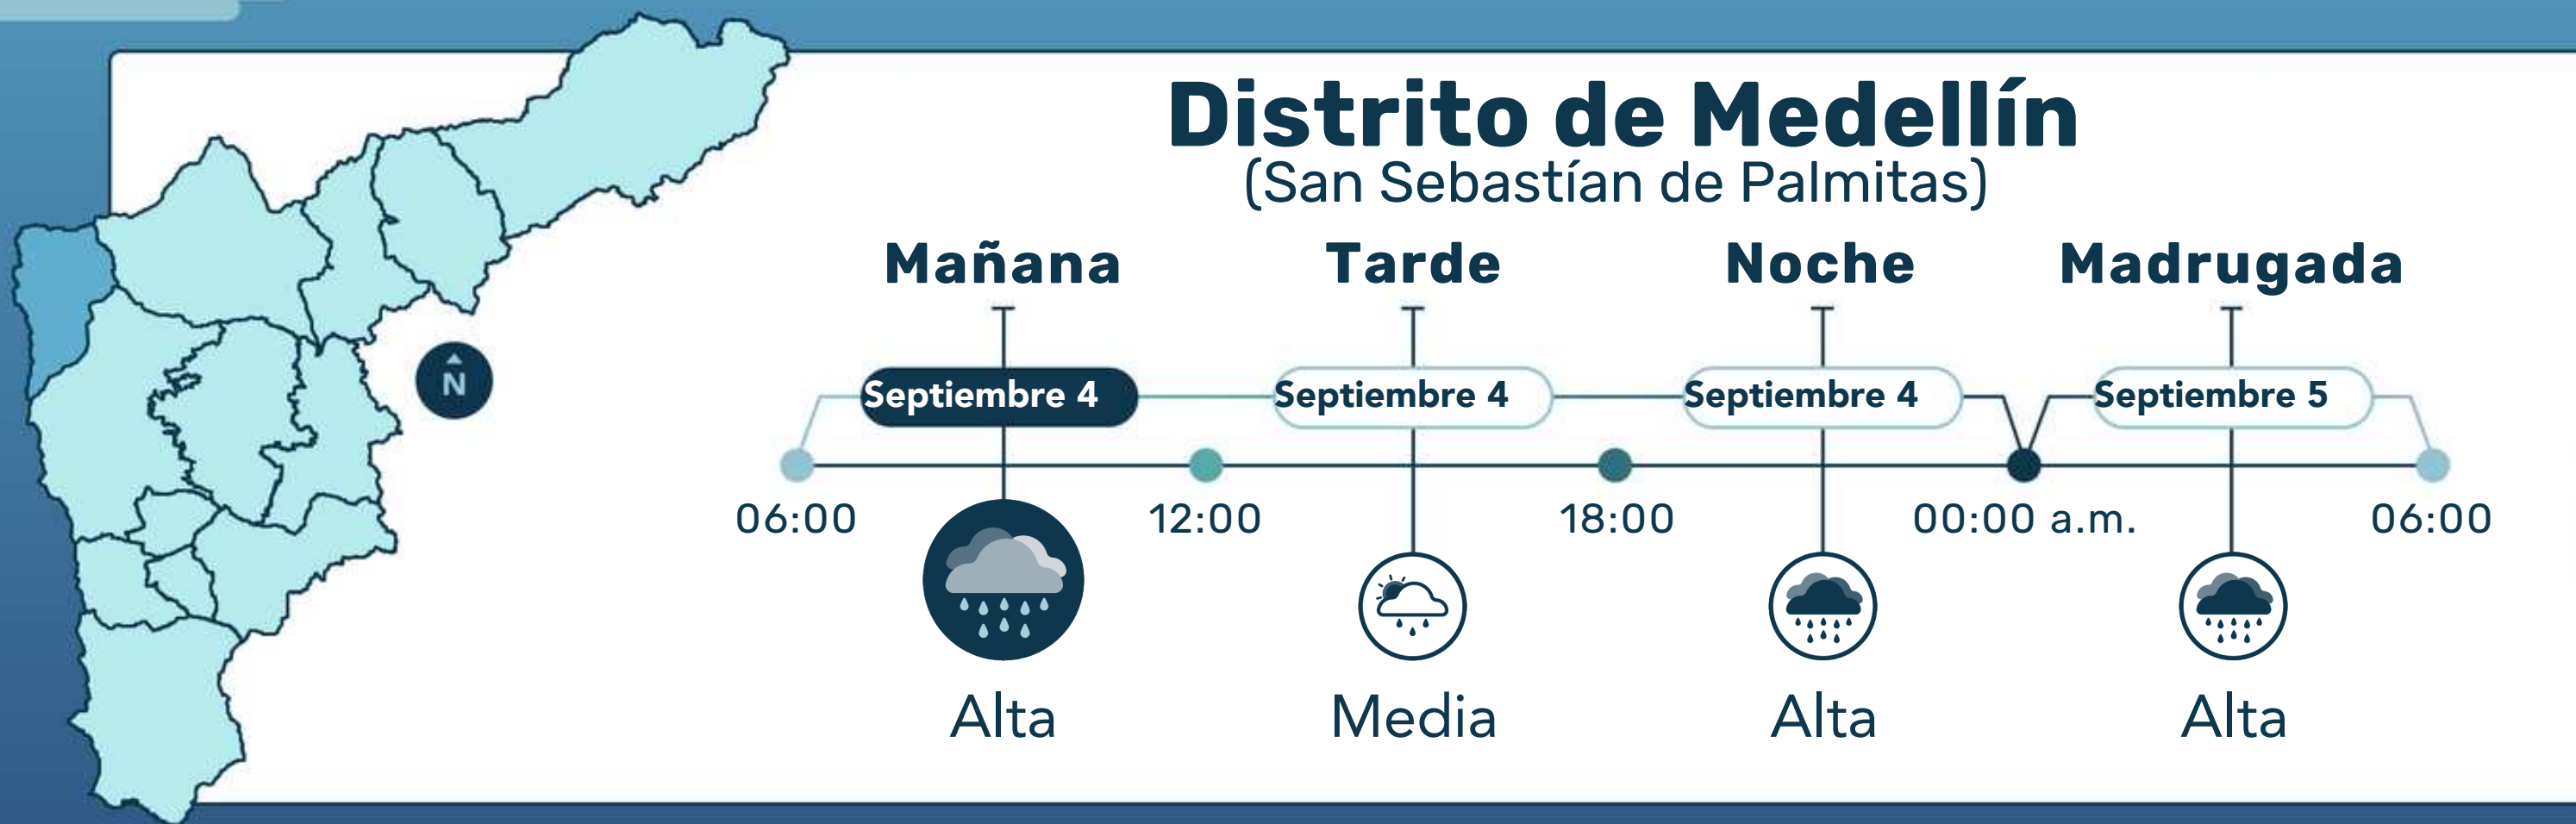 Distrito de Medellín
(San Sebastían de Palmitas)
Mañana Tarde Noche Madrugada
N
Septiembre 4 Septiembre 4 Septiembre 4 Septiembre 5
06:00 12:00 18:00 00:00 a.m. 06:00
Alta Media Alta Alta